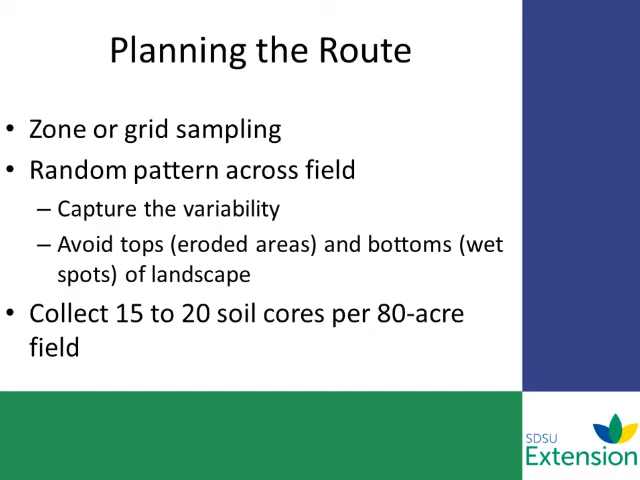 Planning the Route
• Zone or grid sampling
• Random pattern across field
– Capture the variability
– Avoid tops (eroded areas) and bottoms (wet
spots) of landscape
• Collect 15 to 20 soil cores per 80-acre
field
SDSU
Extension